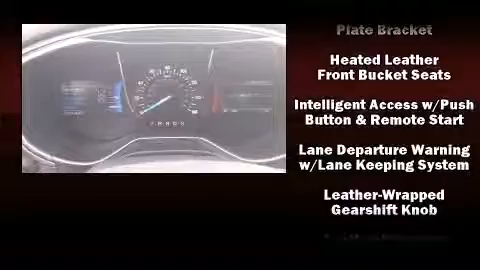 Plate Bracket
Heated Leather
Front Bucket Seats
Intelligent Access w/Push
Button & Remote Start
Lane Departure Warning
w/Lane Keeping System
Leather-Wrapped
Gearshift Knob